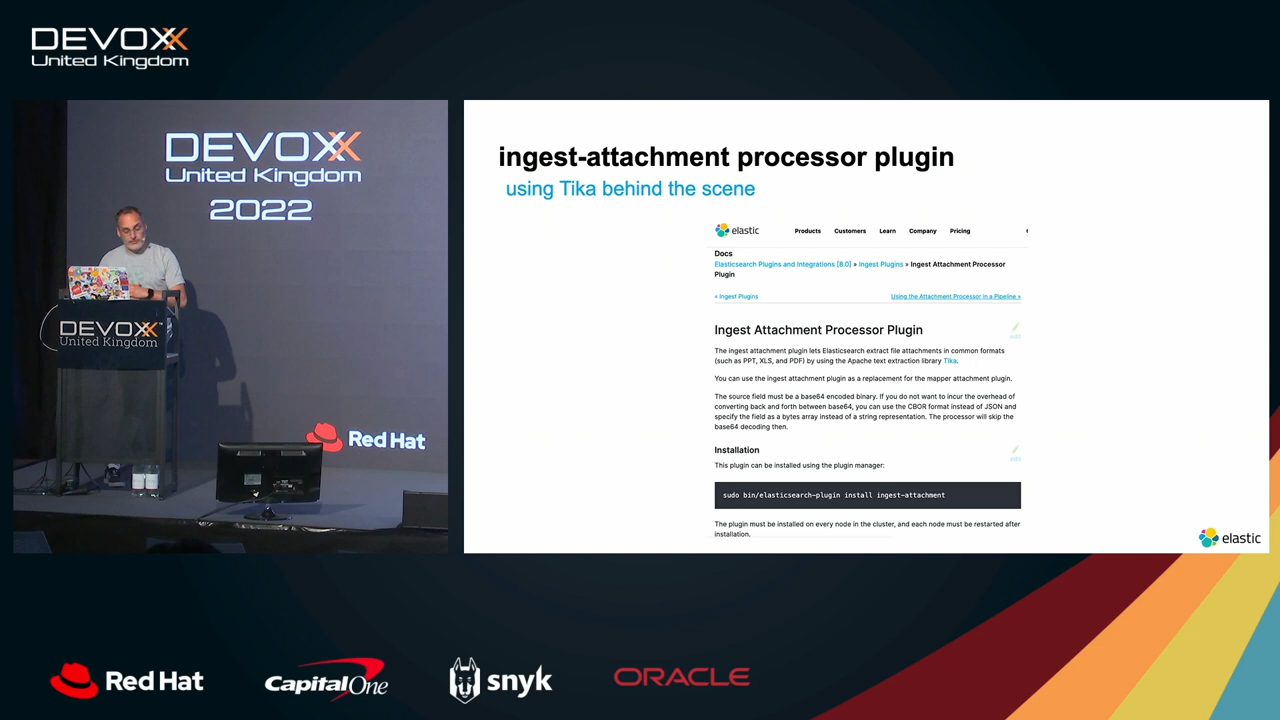 DEVOXX
United Kingdom
DEVOXX
United Kingdom
2022
DEVOXX
United Kingdom
Red Hat
ingest-attachment processor plugin
using Tika behind the scene
elastic
Products
Customers
Learn
Company
Pricing
Docs
Elasticsearch Plugins and Integrations [8.0] » Ingest Plugins » Ingest Attachment Processor
Plugin
« Ingest Plugins
Using the Attachment Processor in a Pipeline »
Ingest Attachment Processor Plugin
edit
The ingest attachment plugin lets Elasticsearch extract file attachments in common formats
(such as PPT, XLS, and PDF) by using the Apache text extraction library Tika.
You can use the ingest attachment plugin as a replacement for the mapper attachment plugin.
The source field must be a base64 encoded binary. If you do not want to incur the overhead of
converting back and forth between base64, you can use the CBOR format instead of JSON and
specify the field as a bytes array instead of a string representation. The processor will skip the
base64 decoding then.
Installation
edit
This plugin can be installed using the plugin manager:
sudo bin/elasticsearch-plugin install ingest-attachment
The plugin must be installed on every node in the cluster, and each node must be restarted after
installation.
elastic
Red Hat
Capital One
snyk
ORACLE